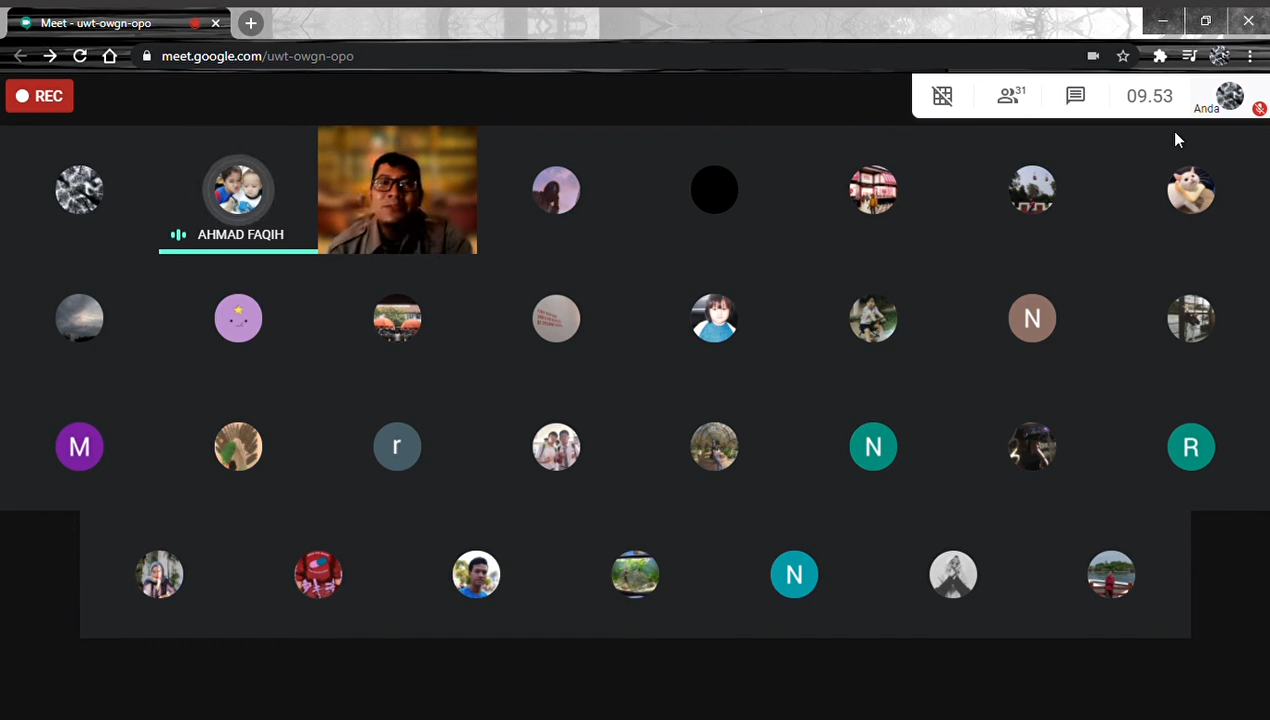 Meet - uwt-owgn-opo
meet.google.com/uwt-owgn-opo
REC
31
09.53
Anda
AHMAD FAQIH
N
M
r
N
R
N